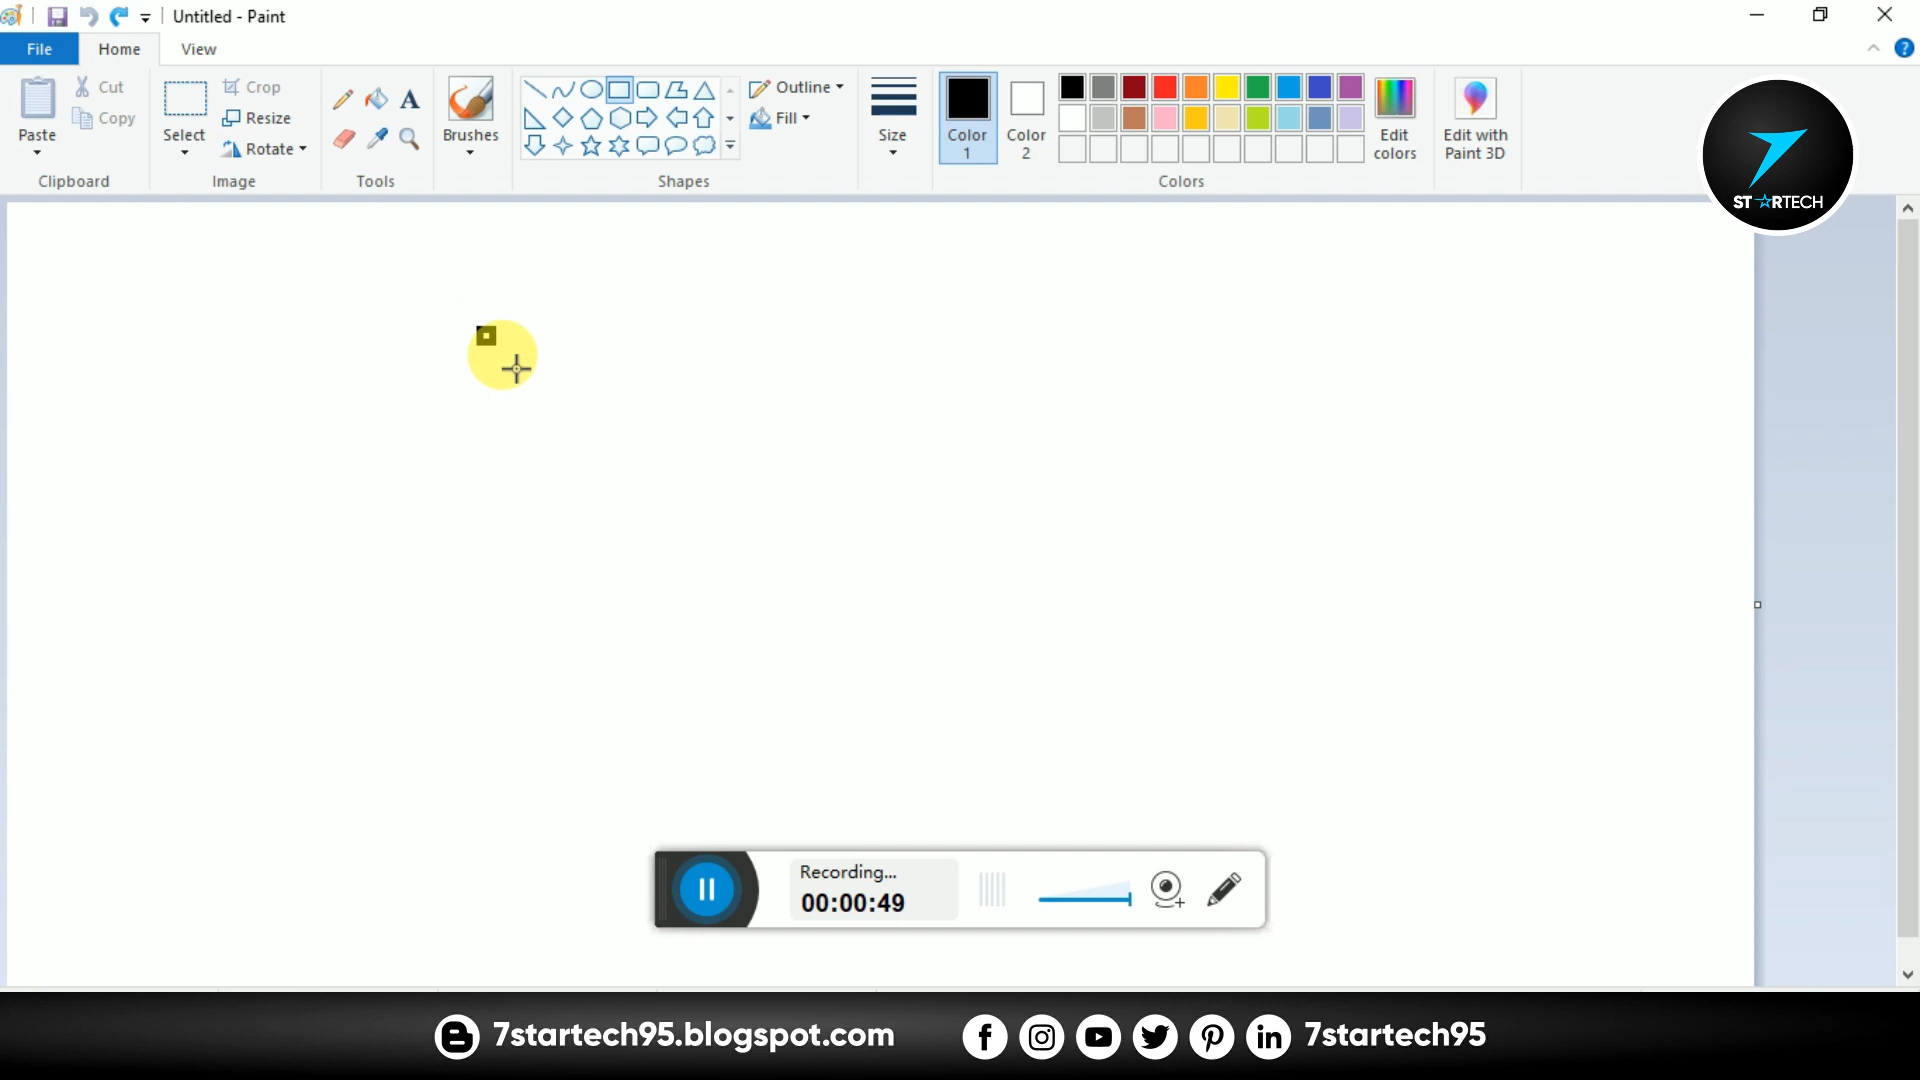 Untitled - Paint
File
Home
View
Paste
Cut
Copy
Clipboard
Select
Crop
Resize
Rotate
Image
A
Tools
Brushes
Shapes
Outline
Fill
Size
Color
1
Color
2
Colors
Edit
colors
Edit with
Paint 3D
?
7
ST☆RTECH
Recording...
00:00:49
7startech95.blogspot.com
7startech95